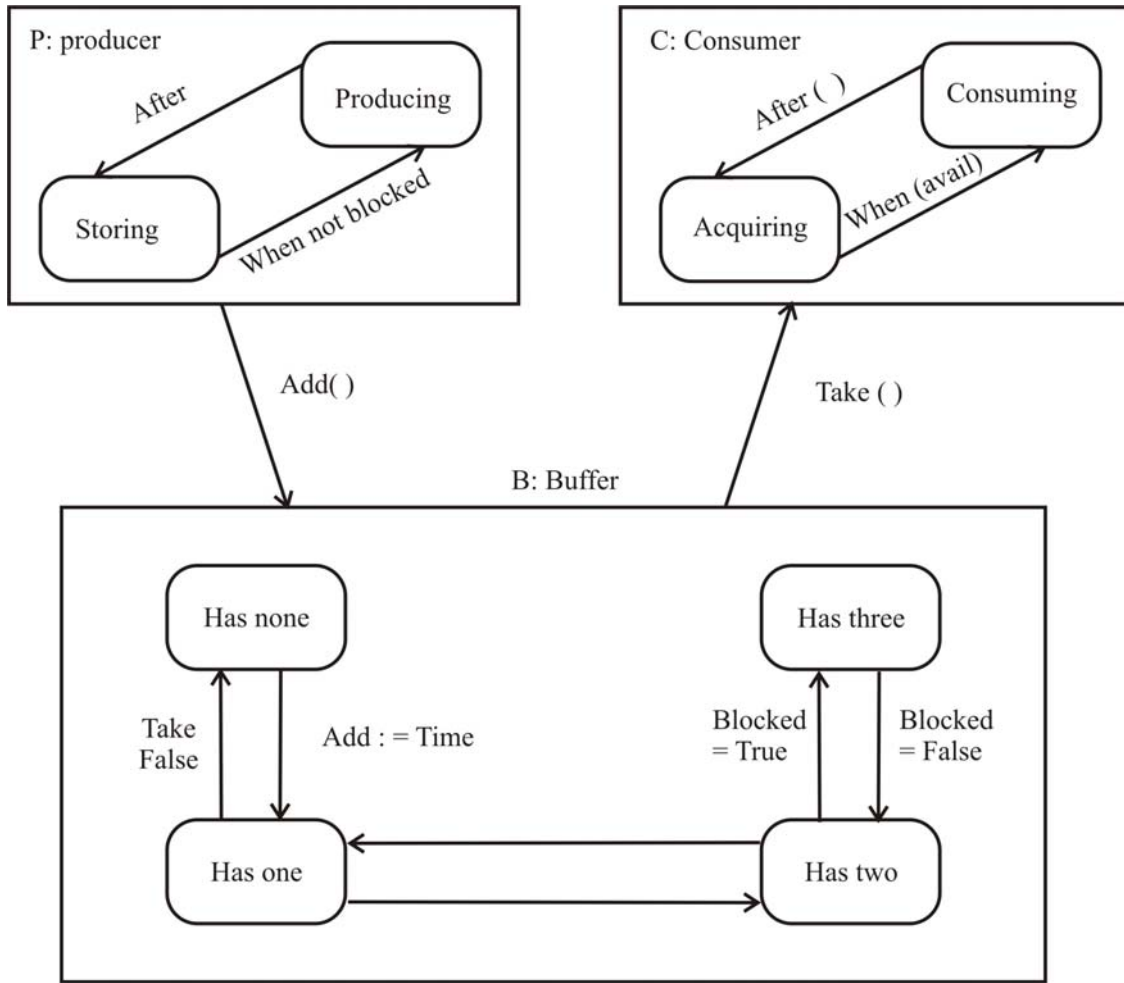 P: producer
After
Producing
Storing
When not blocked
C: Consumer
After ( )
Consuming
Acquiring
When (avail)
Add( )
Take ( )
B: Buffer
Has none
Has three
Take
False
Add : = Time
Blocked
= True
Blocked
= False
Has one
Has two